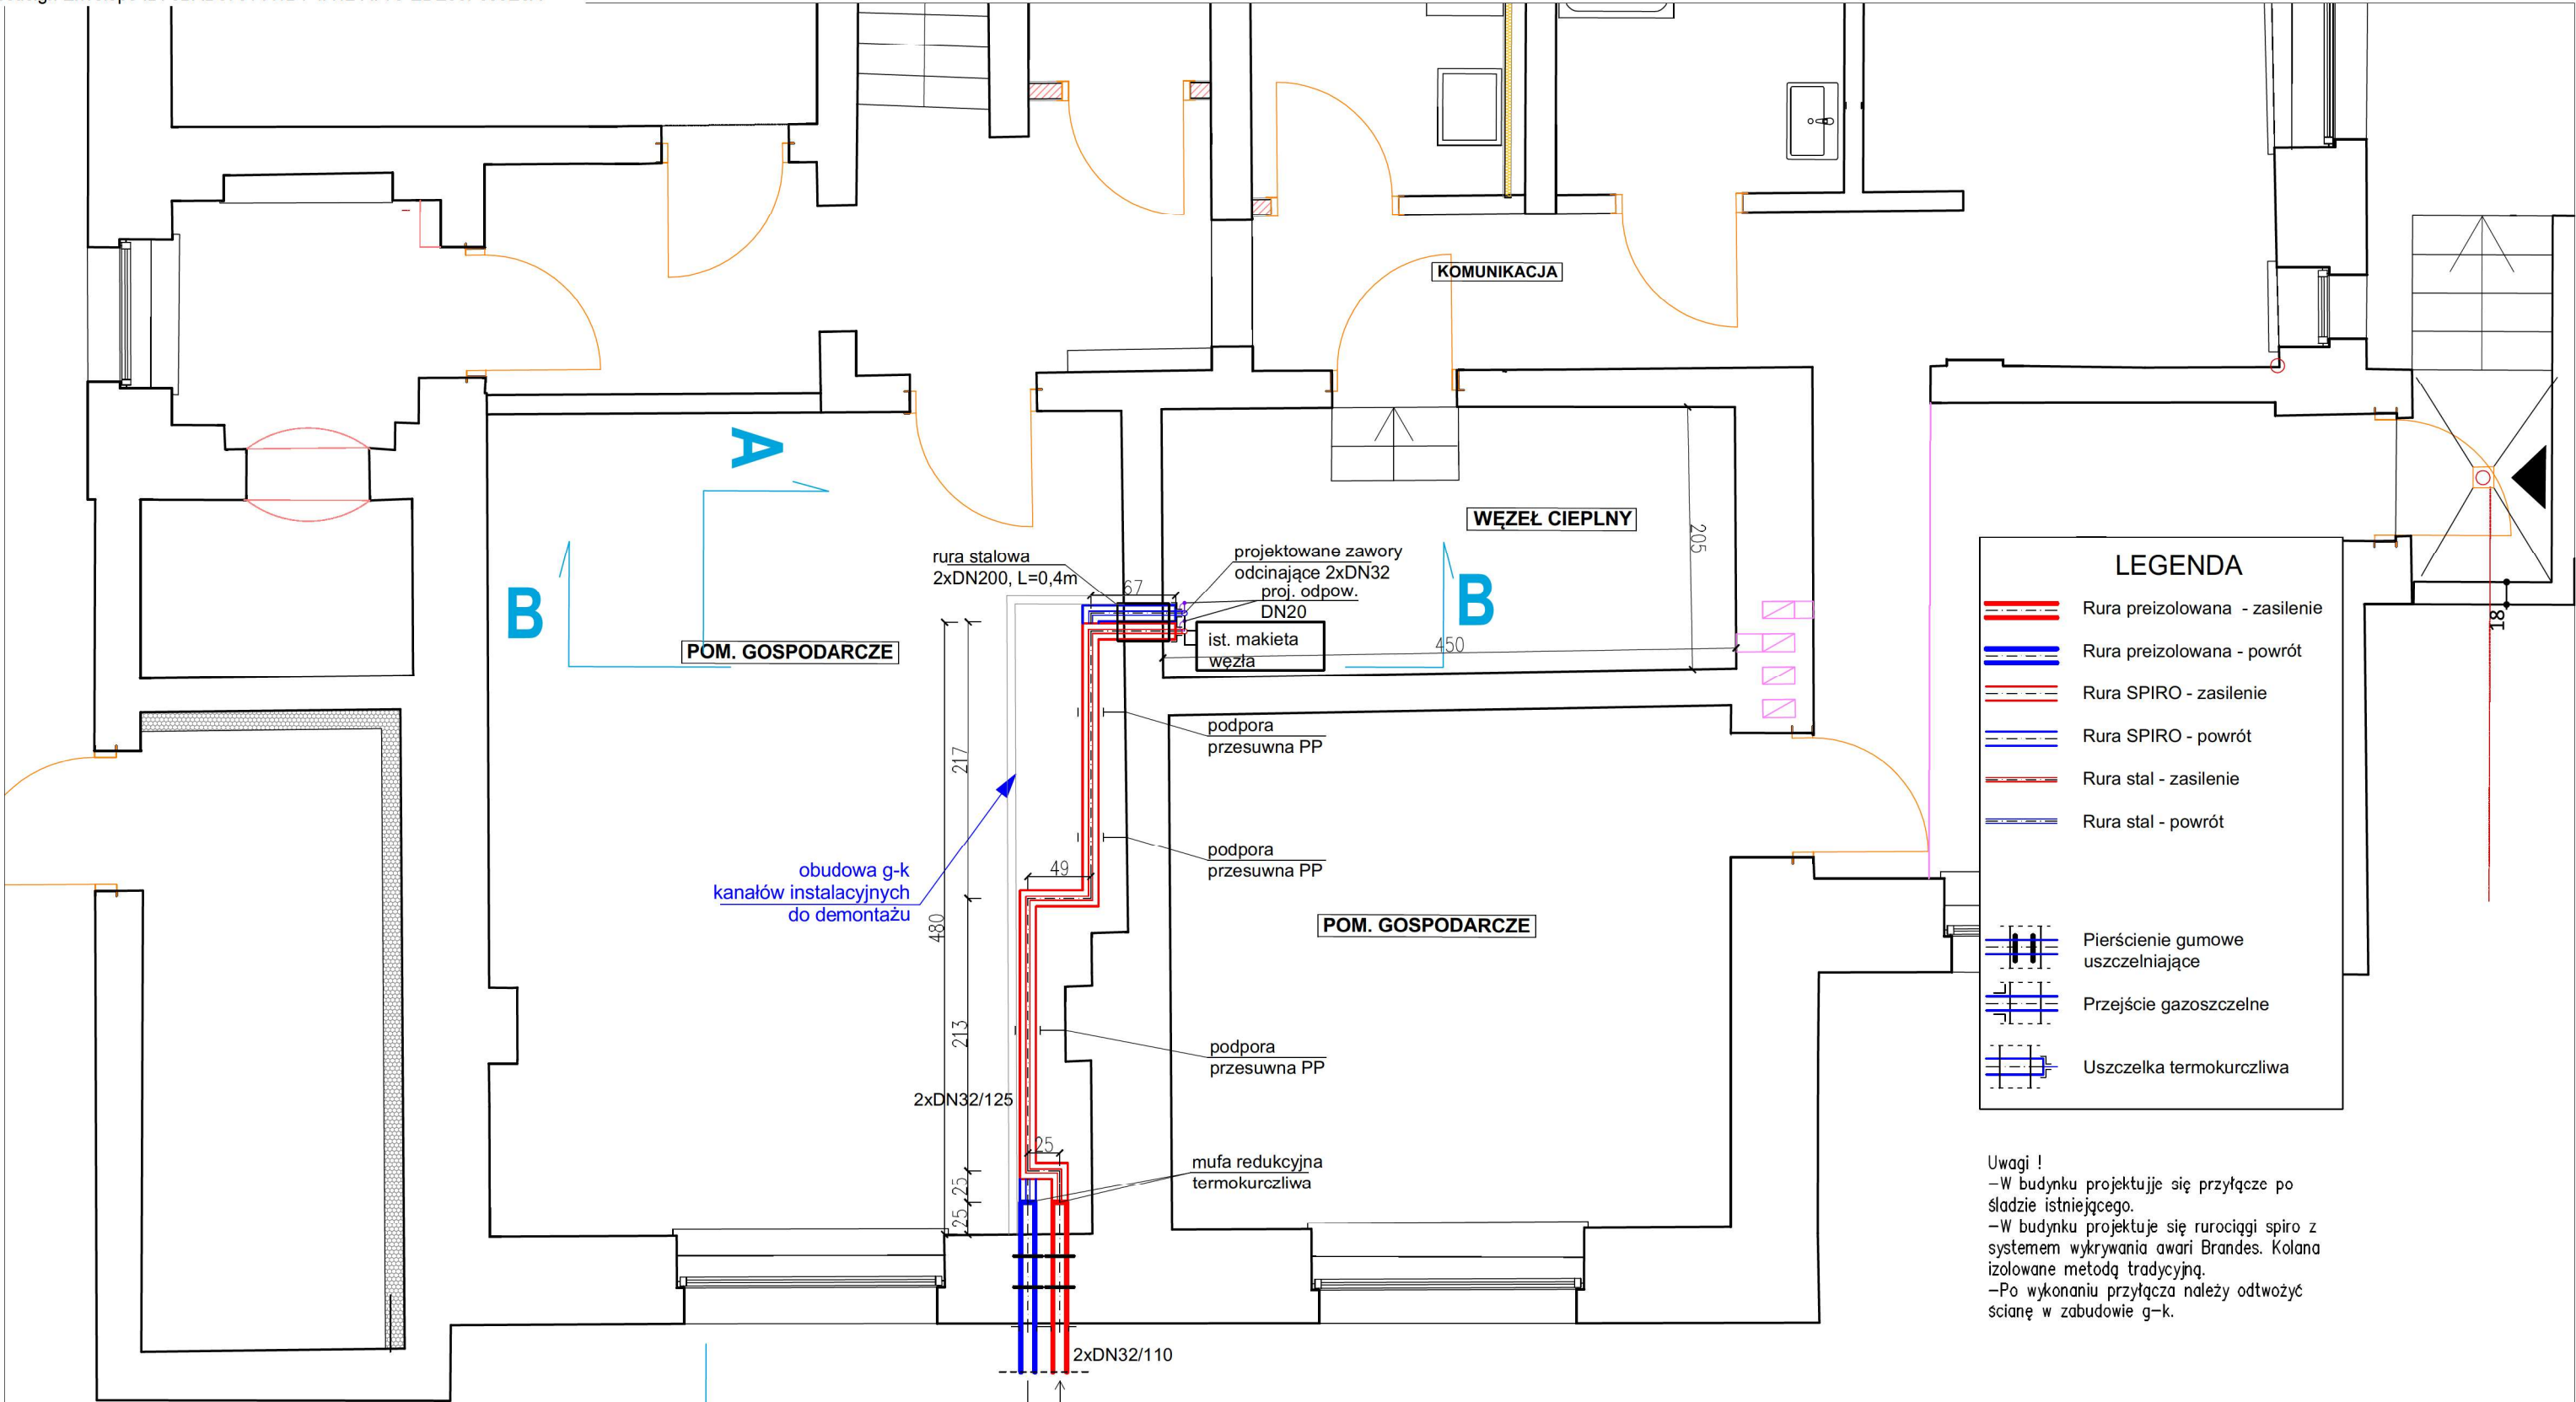 KOMUNIKACJA
A
WĘZEŁ CIEPLNY
205
rura stalowa
2xDN200, L=0,4m
67
projektowane zawory
odcinające 2xDN32
proj. odpow.
DN20
B
B
ist. makieta
węzła
450
POM. GOSPODARCZE
podpora
przesuwna PP
217
podpora
przesuwna PP
49
obudowa g-k
kanałów instalacyjnych
do demontażu
480
POM. GOSPODARCZE
213
podpora
przesuwna PP
2xDN32/125
25
mufa redukcyjna
termokurczliwa
25
25
2xDN32/110
18
LEGENDA
Rura preizolowana - zasilenie
Rura preizolowana - powrót
Rura SPIRO - zasilenie
Rura SPIRO - powrót
Rura stal - zasilenie
Rura stal - powrót
Pierścienie gumowe
uszczelniające
Przejście gazoszczelne
Uszczelka termokurczliwa
Uwagi !
-W budynku projektujje się przyłącze po
śladzie istniejącego.
-W budynku projektuje się rurociągi spiro z
systemem wykrywania awari Brandes. Kolana
izolowane metodą tradycyjną.
-Po wykonaniu przyłącza należy odtwożyć
ścianę w zabudowie g-k.